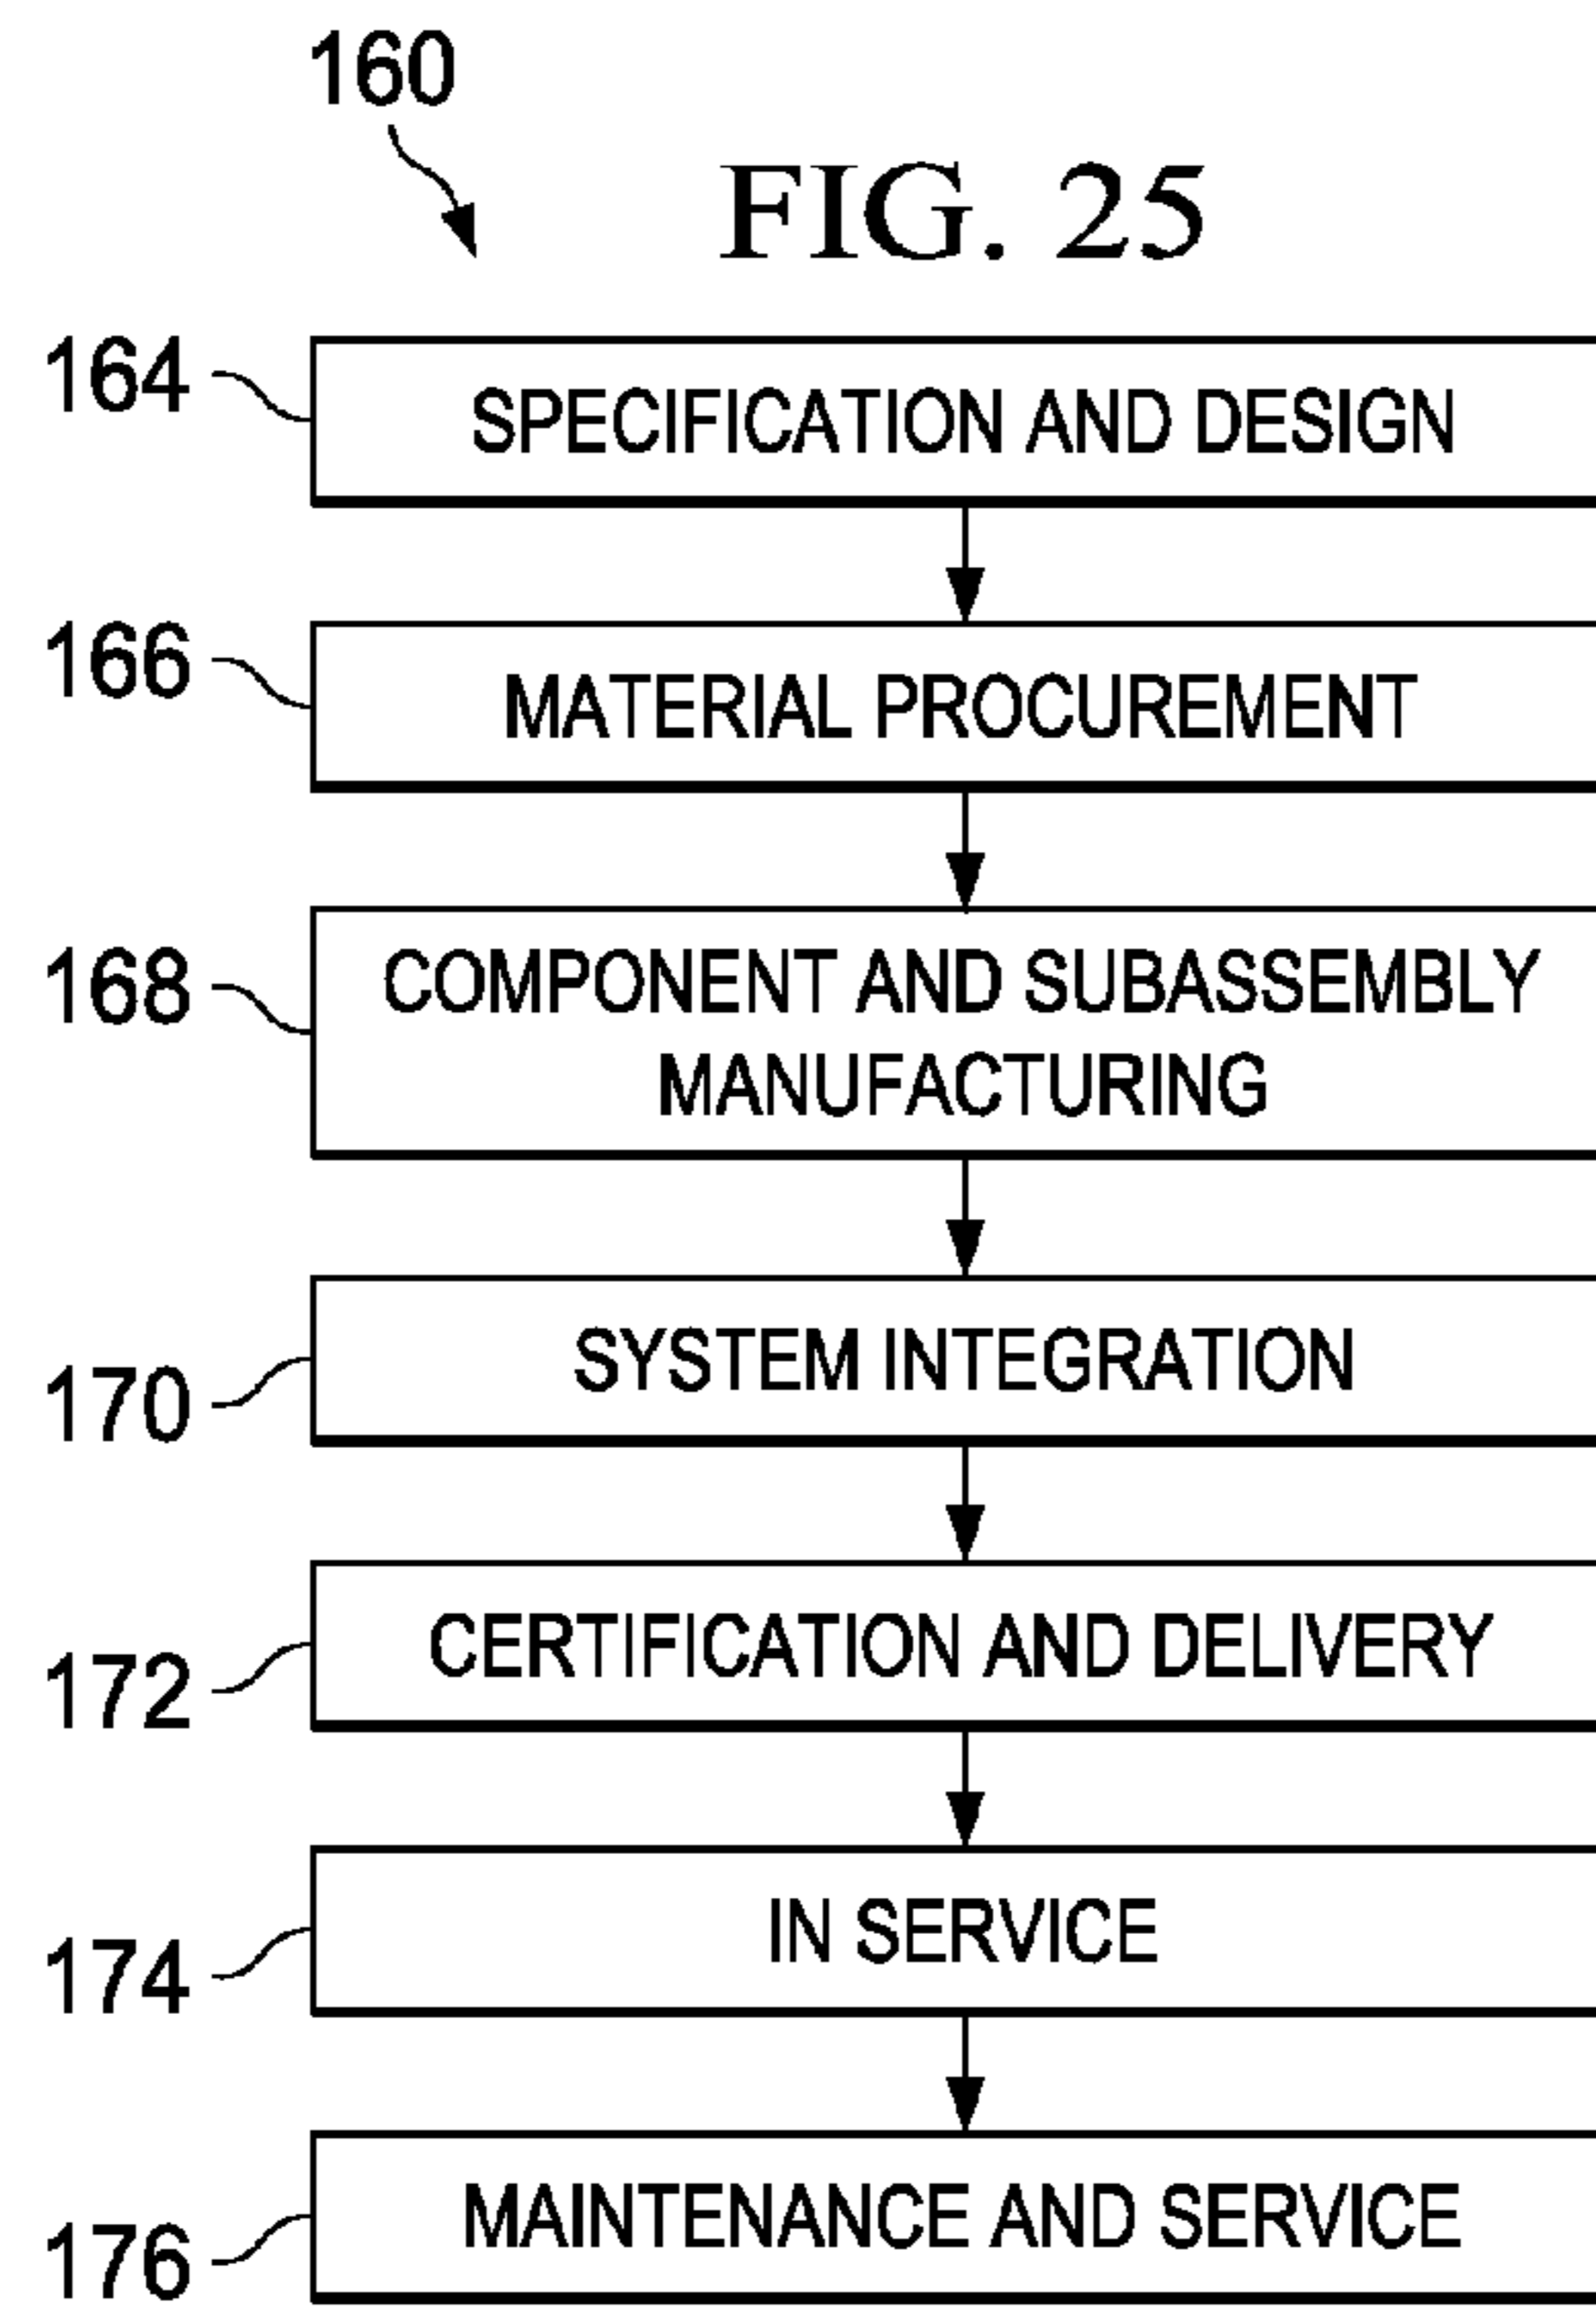 160
FIG. 25
164
SPECIFICATION AND DESIGN
166
MATERIAL PROCUREMENT
168
COMPONENT AND SUBASSEMBLY
MANUFACTURING
170
SYSTEM INTEGRATION
172
CERTIFICATION AND DELIVERY
174
IN SERVICE
176
MAINTENANCE AND SERVICE